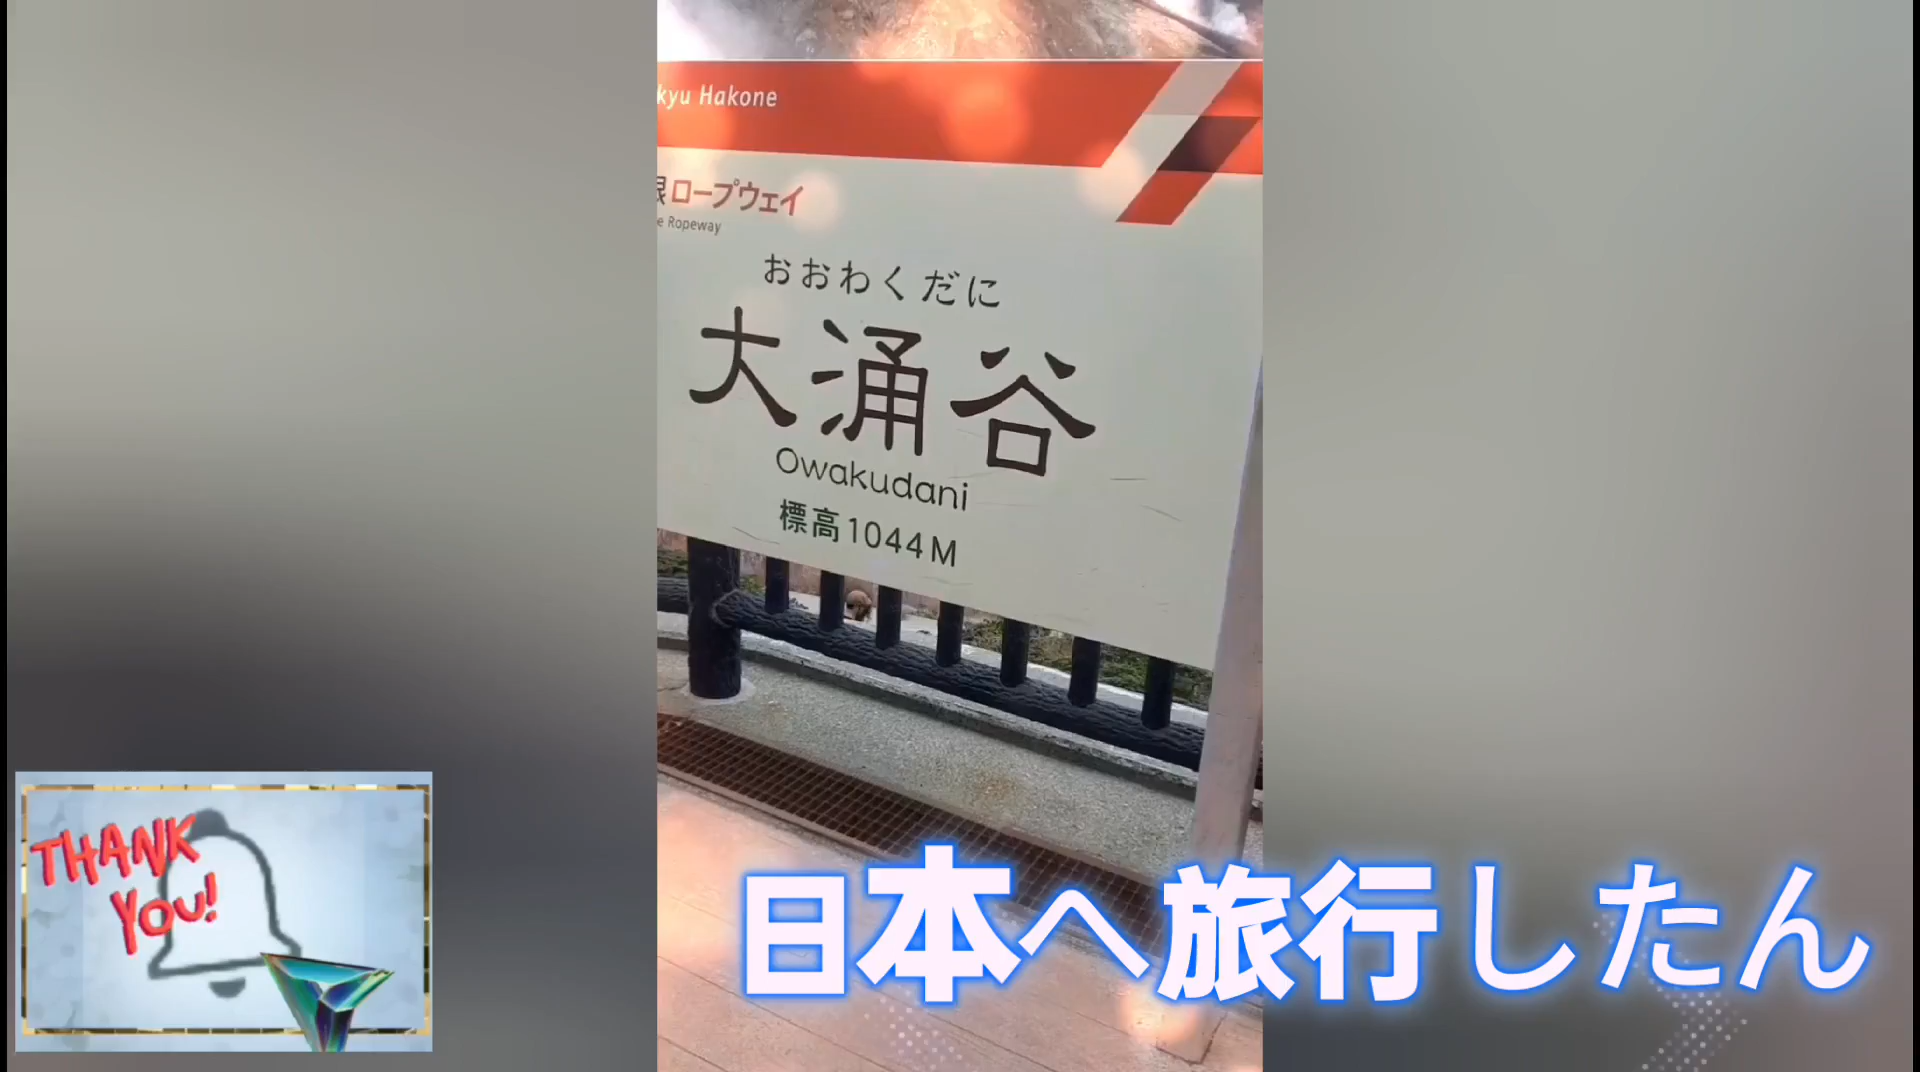 kyu Hakone
根ロープウェイ
e Ropeway
おおわくだに
大涌谷
Owakudani
標高1044M
THANK
YOU!
日本へ旅行したん